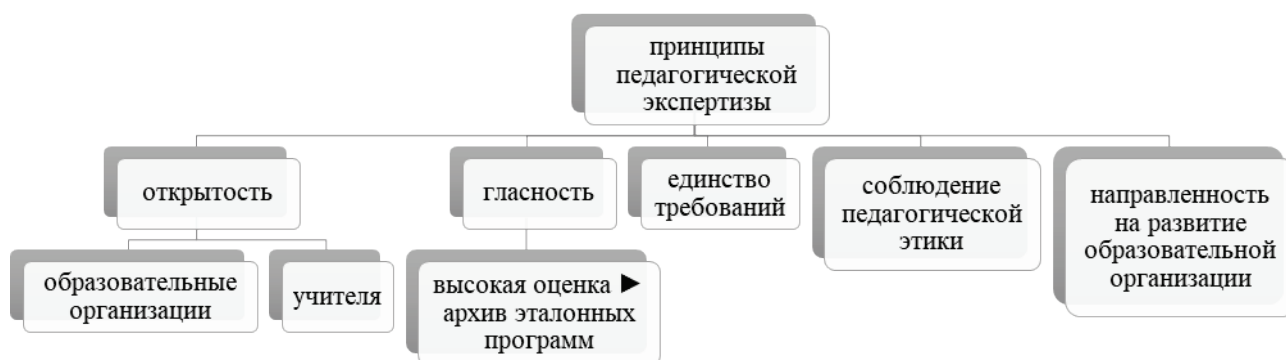 принципы
педагогической
экспертизы
открытость
гласность
единство
требований
соблюдение
педагогической
этики
направленность
на развитие
образовательной
организации
образовательные
организации
учителя
высокая оценка ►
архив эталонных
программ